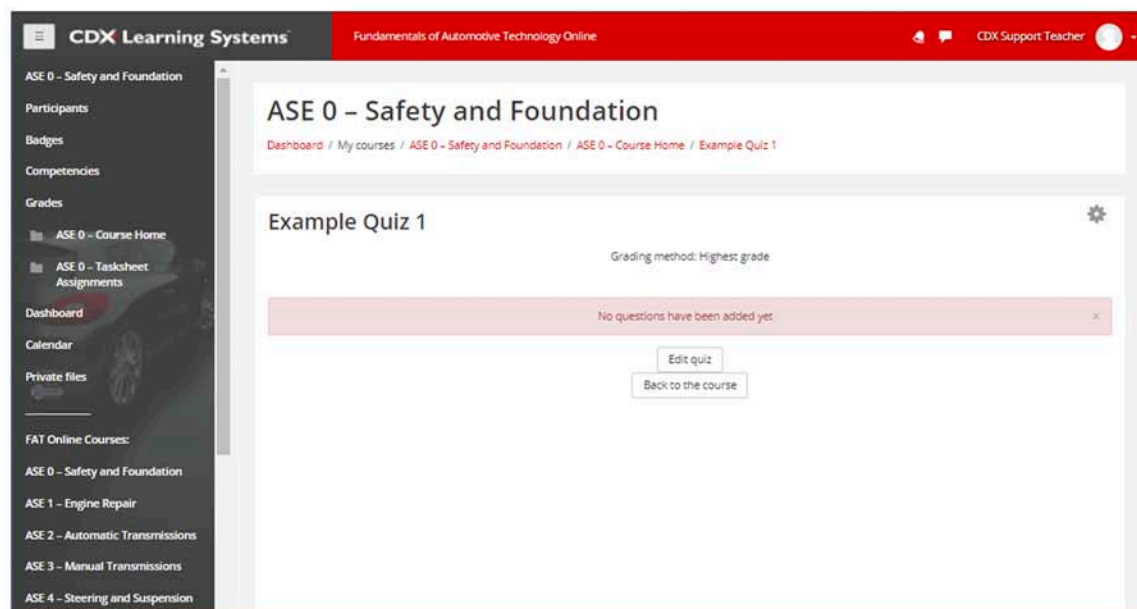 CDX Learning Systems
Fundamentals of Automotive Technology Online
CDX Support Teacher
ASE 0 – Safety and Foundation
Participants
Badges
Competencies
Grades
ASE 0 – Course Home
ASE 0 – Tasksheet
Assignments
Dashboard
Calendar
Private files
FAT Online Courses:
ASE 0 – Safety and Foundation
ASE 1 – Engine Repair
ASE 2 – Automatic Transmissions
ASE 3 – Manual Transmissions
ASE 4 – Steering and Suspension
ASE 0 – Safety and Foundation
Dashboard / My courses / ASE 0 – Safety and Foundation / ASE 0 – Course Home / Example Quiz 1
Example Quiz 1
Grading method: Highest grade
No questions have been added yet
×
Edit quiz
Back to the course